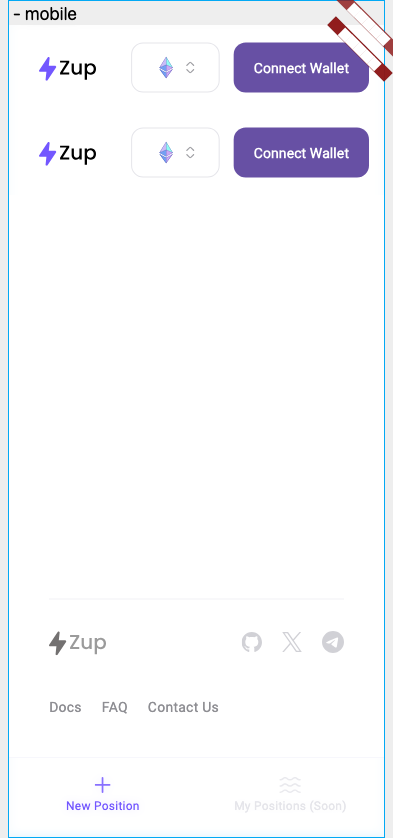 - mobile
Zup Connect Wallet
Zup Connect Wallet
Zup
Docs FAQ Contact Us
New Position My Positions (Soon)